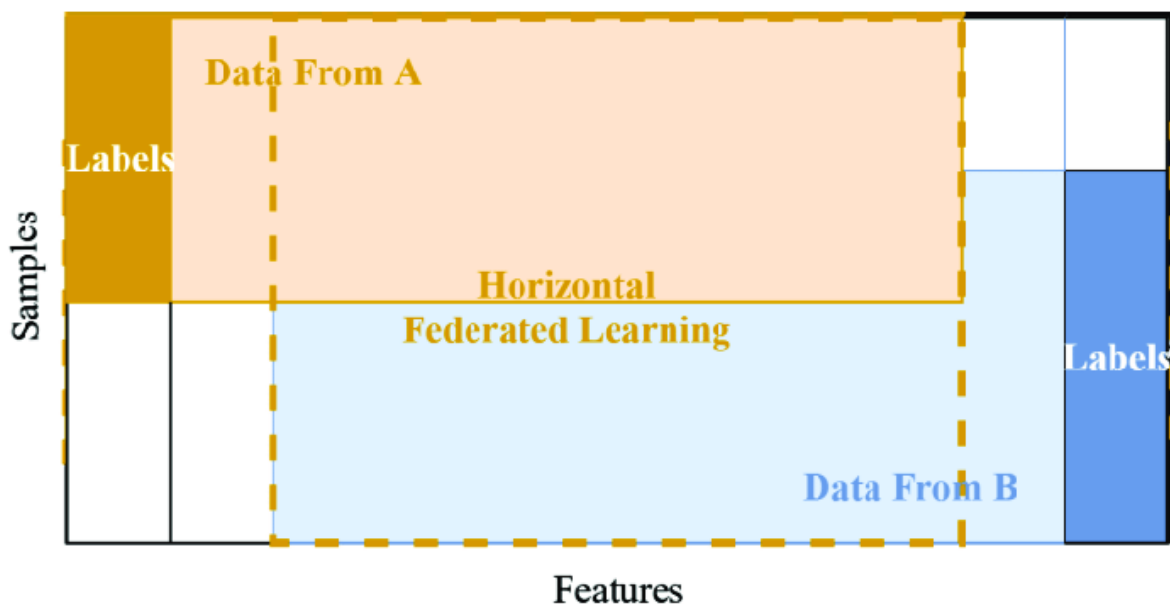 Data From A
Labels
Samples
Horizontal
Federated Learning
Labels
Data From B
Features